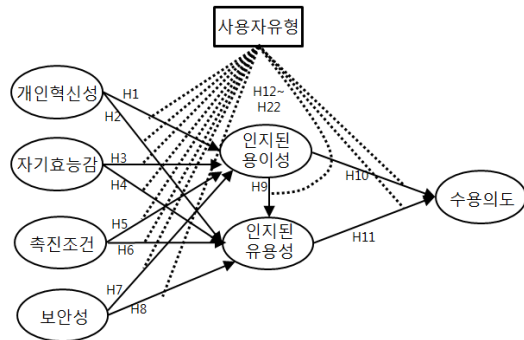 사용자유형
개인혁신성
H1
H2
H12~
H22
인지된
용이성
자기효능감
H3
H4
H9
H10
수용의도
촉진조건
H5
H6
인지된
유용성
H11
보안성
H7
H8